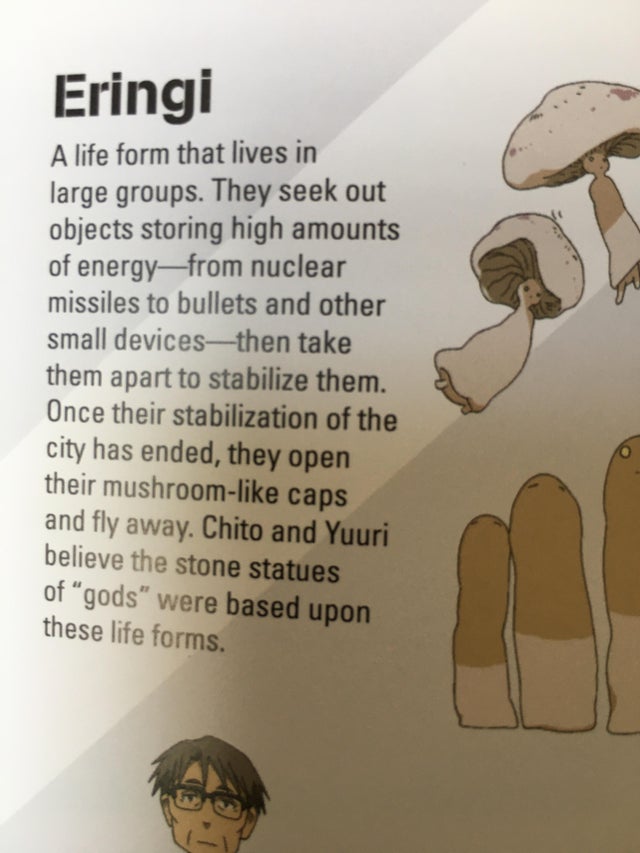 Eringi
A life form that lives in
large groups. They seek out
objects storing high amounts
of energy—from nuclear
missiles to bullets and other
small devices—then take
them apart to stabilize them.
Once their stabilization of the
city has ended, they open
their mushroom-like caps
and fly away. Chito and Yuuri
believe the stone statues
of “gods” were based upon
these life forms.